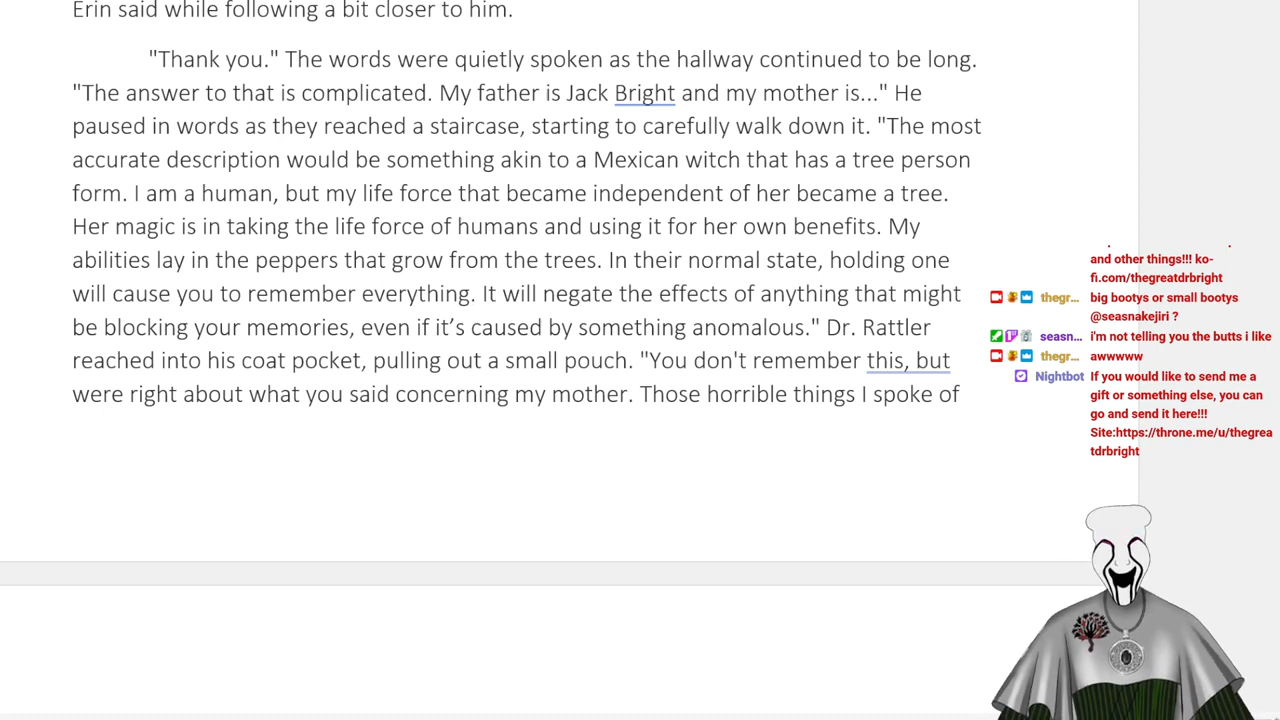 Erin said while following a bit closer to him.
"Thank you." The words were quietly spoken as the hallway continued to be long.
"The answer to that is complicated. My father is Jack Bright and my mother is..." He
paused in words as they reached a staircase, starting to carefully walk down it. "The most
accurate description would be something akin to a Mexican witch that has a tree person
form. I am a human, but my life force that became independent of her became a tree.
Her magic is in taking the life force of humans and using it for her own benefits. My
abilities lay in the peppers that grow from the trees. In their normal state, holding one
will cause you to remember everything. It will negate the effects of anything that might
be blocking your memories, even if it’s caused by something anomalous." Dr. Rattler
reached into his coat pocket, pulling out a small pouch. "You don't remember this, but
were right about what you said concerning my mother. Those horrible things I spoke of
and other things!!! ko-
fi.com/thegreatdrbright
thegr... big bootys or small bootys
@seasnakejiri ?
seasn... i'm not telling you the butts i like
thegr... awwwww
Nightbot If you would like to send me a
gift or something else, you can
go and send it here!!!
Site:https://throne.me/u/thegrea
tdrbright